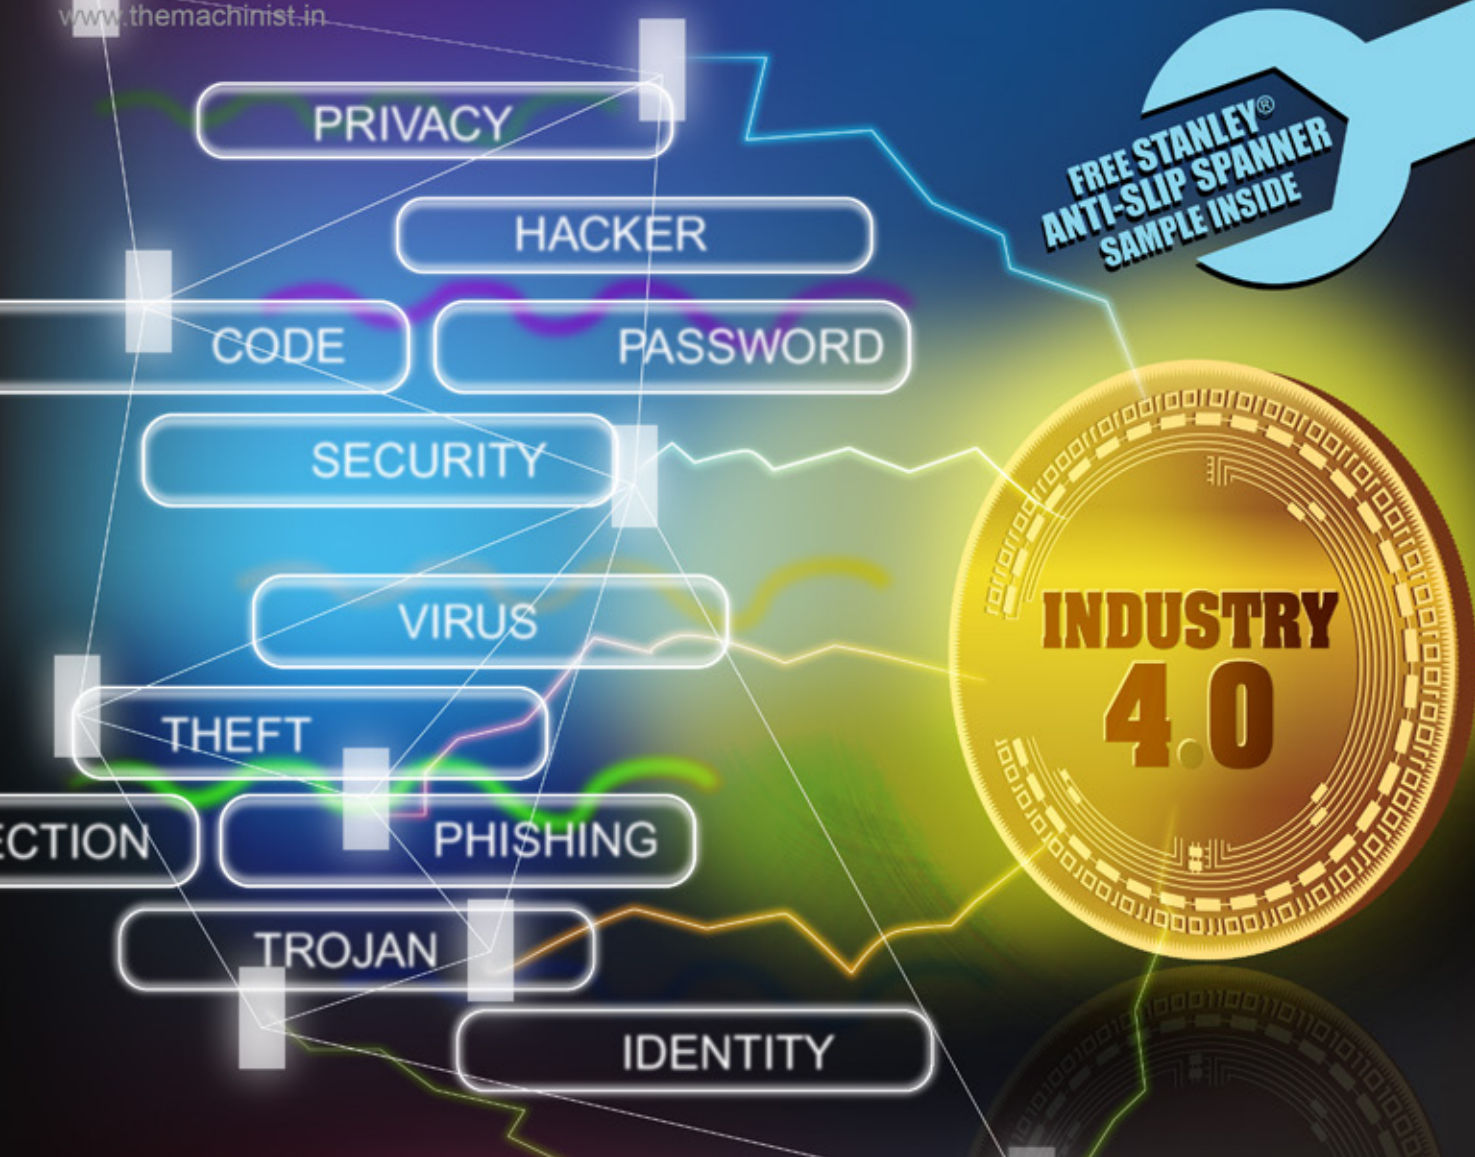 www.themachinist.in
PRIVACY
FREE STANLEY®
ANTI-SLIP SPANNER
SAMPLE INSIDE
HACKER
CODE
PASSWORD
SECURITY
VIRUS
INDUSTRY
4.0
THEFT
ECTION
PHISHING
TROJAN
IDENTITY